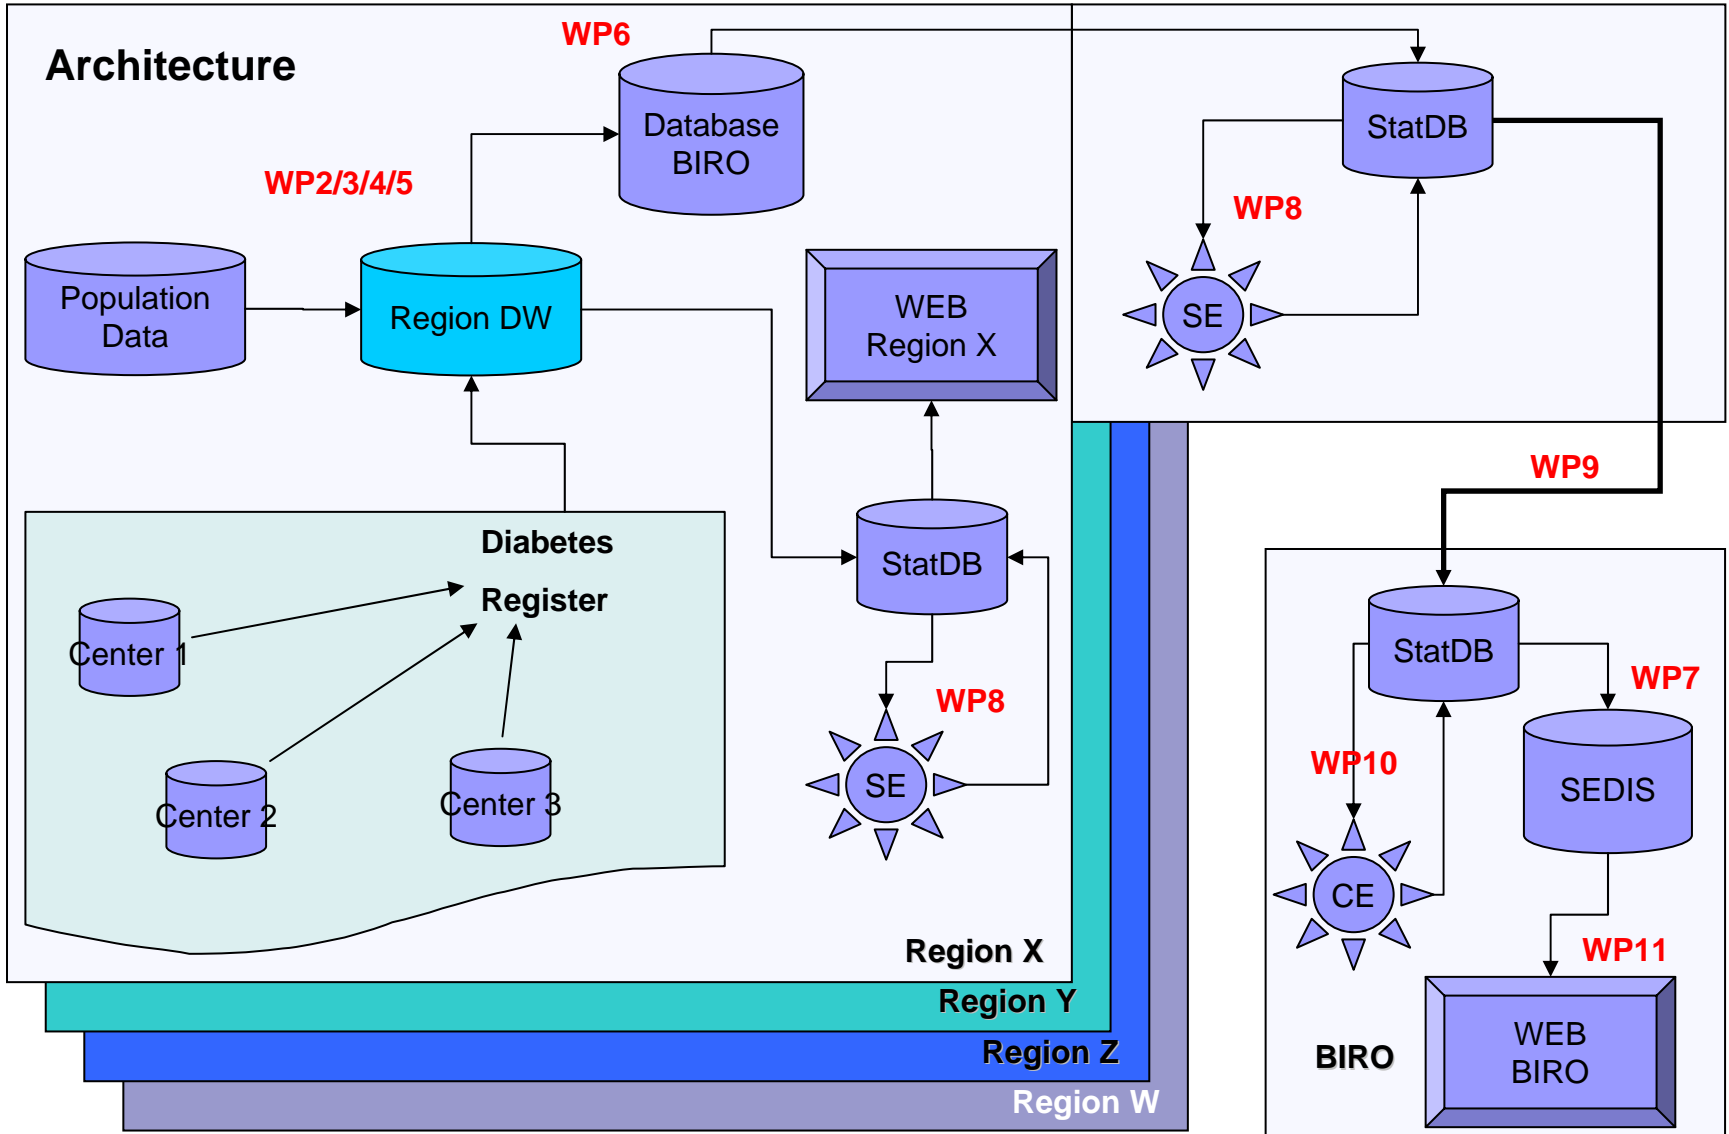 Architecture
WP6
Database
BIRO
StatDB
WP2/3/4/5
WP8
Population
Data
Region DW
WEB
Region X
SE
WP9
Diabetes
Register
StatDB
Center 1
Center 2
Center 3
WP8
SE
StatDB
WP7
WP10
SEDIS
CE
WP11
Region X
Region Y
Region Z
Region W
BIRO
WEB
BIRO